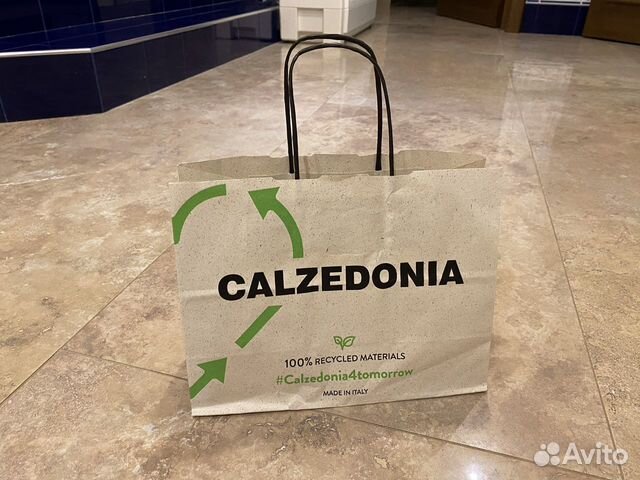 CALZEDONIA
100% RECYCLED MATERIALS
#Calzedonia4tomorrow
MADE IN ITALY
Avito